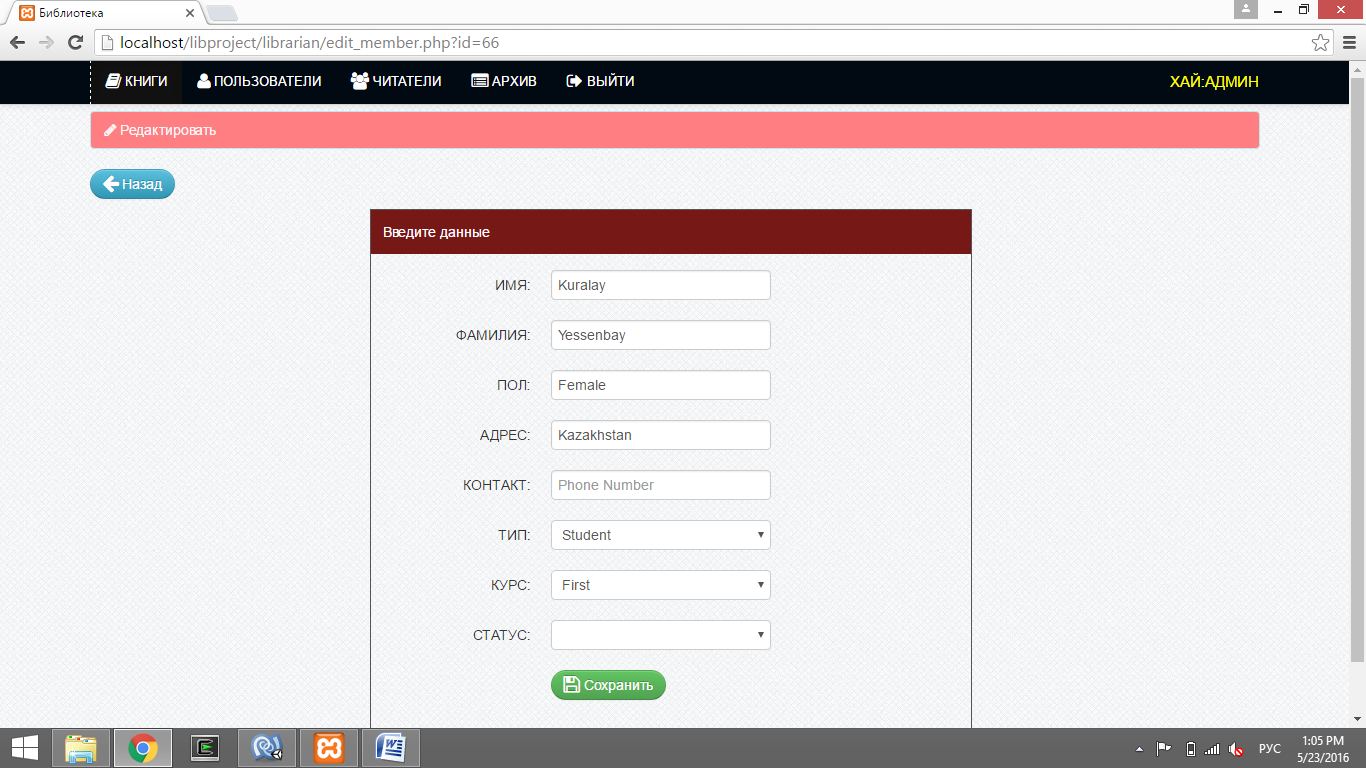 Библиотека
localhost/libproject/librarian/edit_member.php?id=66
КНИГИ ПОЛЬЗОВАТЕЛИ ЧИТАТЕЛИ АРХИВ ВЫЙТИ ХАЙ:АДМИН
Редактировать
Назад
Введите данные
ИМЯ: Kuralay
ФАМИЛИЯ: Yessenbay
ПОЛ: Female
АДРЕС: Kazakhstan
КОНТАКТ: Phone Number
ТИП: Student
КУРС: First
СТАТУС:
Сохранить
РУС 1:05 PM
5/23/2016